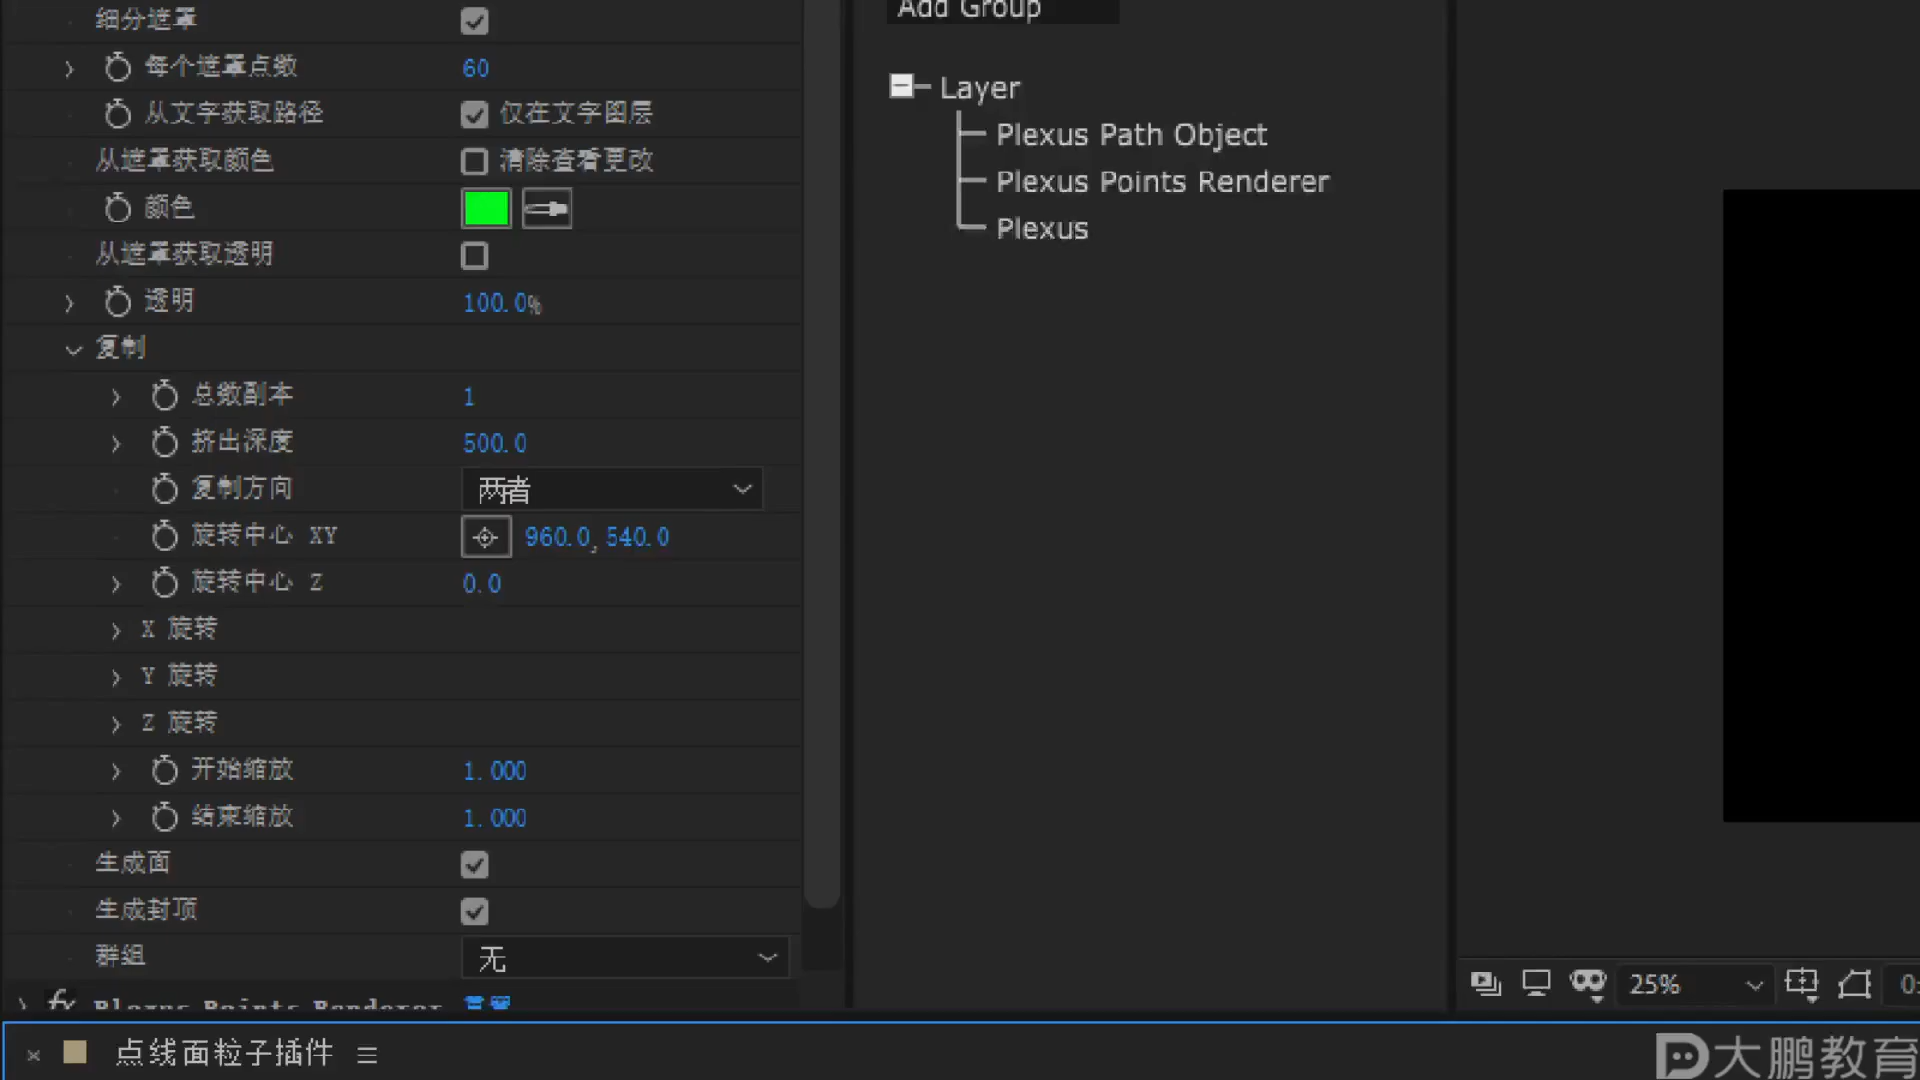 细分遮罩
每个遮罩点数 60
从文字获取路径 仅在文字图层
从遮罩获取颜色 清除查看更改
颜色
从遮罩获取透明
透明 100.0%
复制
总数副本 1
挤出深度 500.0
复制方向 两者
旋转中心 XY 960.0, 540.0
旋转中心 Z 0.0
X 旋转
Y 旋转
Z 旋转
开始缩放 1.000
结束缩放 1.000
生成面
生成封顶
群组 无
fx Plexus Points Renderer
Add Group
Layer
Plexus Path Object
Plexus Points Renderer
Plexus
25%
点线面粒子插件
大鹏教育